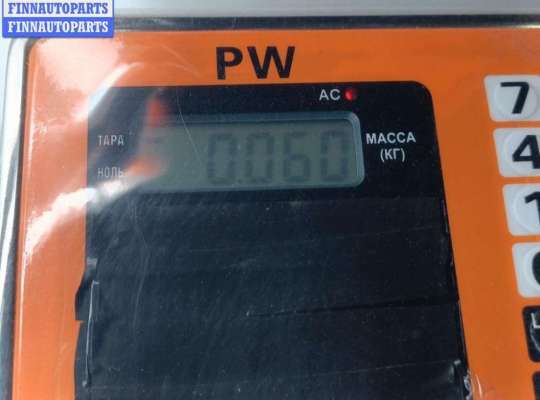 FINNAUTOPARTS
FINNAUTOPARTS
PW
AC
7
ТАРА
0.060
МАССА
(КГ)
4
НОЛЬ
1